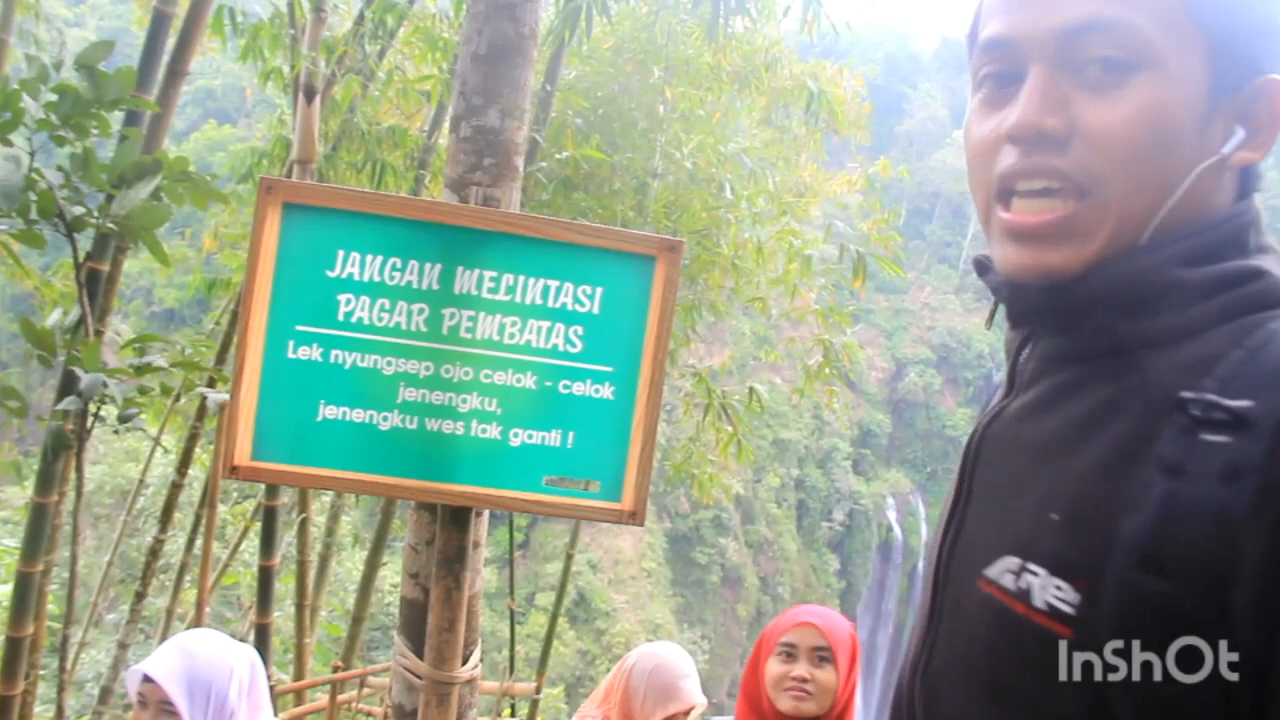 JANGAN MELINTASI
PAGAR PEMBATAS
Lek nyungsep ojo celok - celok
jenengku,
jenengku wes tak ganti !
InShOt